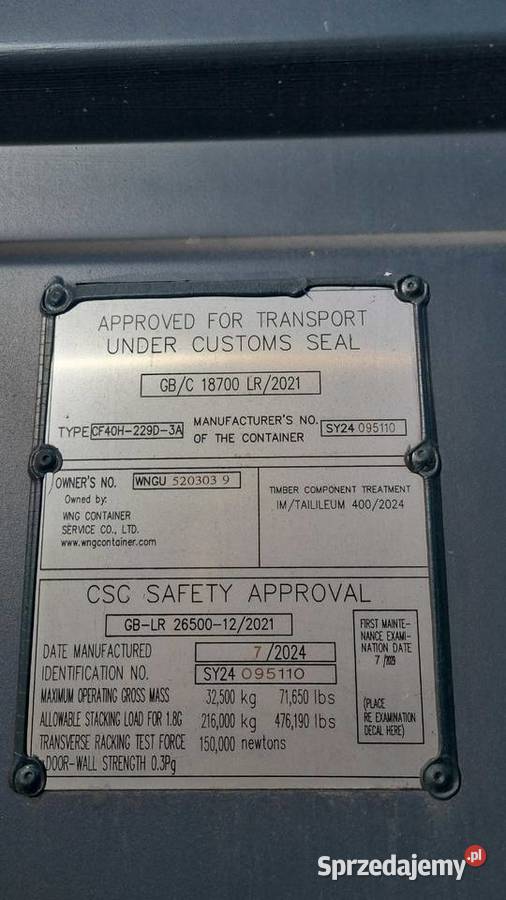 APPROVED FOR TRANSPORT
UNDER CUSTOMS SEAL
GB/C 18700 LR/2021
TYPE CF40H-229D-3A
MANUFACTURER'S NO.
OF THE CONTAINER
SY24 095110
OWNER'S NO. WNGU 520303 9
Owned by:
WNG CONTAINER
SERVICE CO., LTD.
www.wngcontainer.com
TIMBER COMPONENT TREATMENT
IM/TAILILEUM 400/2024
CSC SAFETY APPROVAL
GB-LR 26500-12/2021
DATE MANUFACTURED 7/2024
IDENTIFICATION NO. SY24 095110
MAXIMUM OPERATING GROSS MASS 32,500 kg 71,650 lbs
ALLOWABLE STACKING LOAD FOR 1.8G 216,000 kg 476,190 lbs
TRANSVERSE RACKING TEST FORCE 150,000 newtons
DOOR-WALL STRENGTH 0.3Pg
FIRST MAINTE-
NANCE EXAMI-
NATION DATE
7/2029
(PLACE
RE EXAMINATION
DECAL HERE)
Sprzedajemy.pl